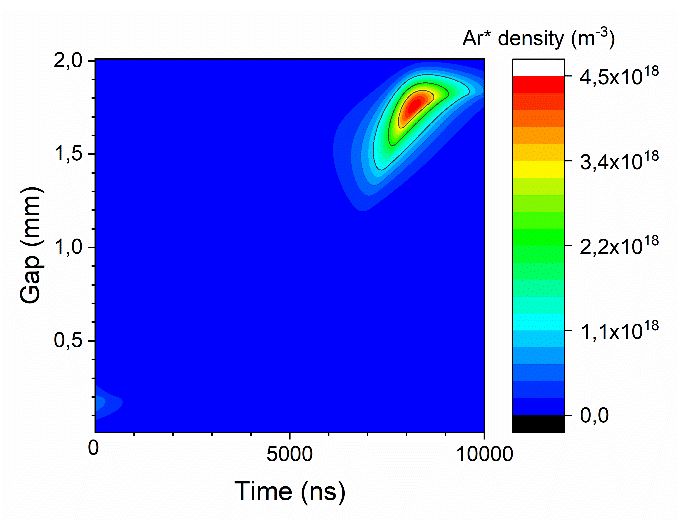 Ar* density (m⁻³)
2,0
1,5
1,0
0,5
Gap (mm)
0
5000
10000
Time (ns)
4,5x10¹⁸
3,4x10¹⁸
2,2x10¹⁸
1,1x10¹⁸
0,0